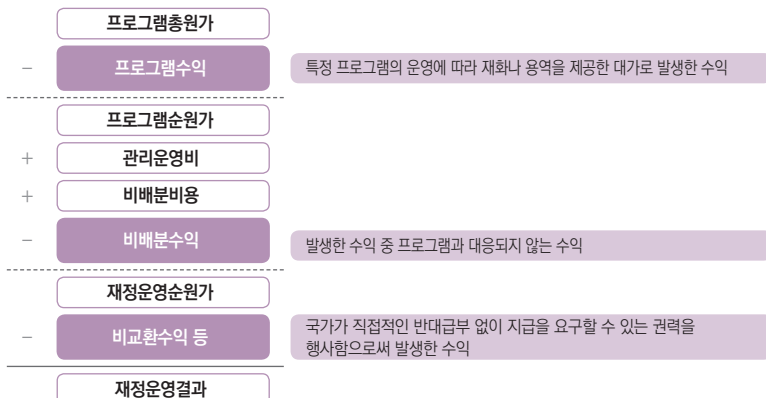 프로그램총원가
－ 프로그램수익 특정 프로그램의 운영에 따라 재화나 용역을 제공한 대가로 발생한 수익
프로그램순원가
＋ 관리운영비
＋ 비배분비용
－ 비배분수익 발생한 수익 중 프로그램과 대응되지 않는 수익
재정운영순원가
－ 비교환수익 등 국가가 직접적인 반대급부 없이 지급을 요구할 수 있는 권력을
행사함으로써 발생한 수익
재정운영결과